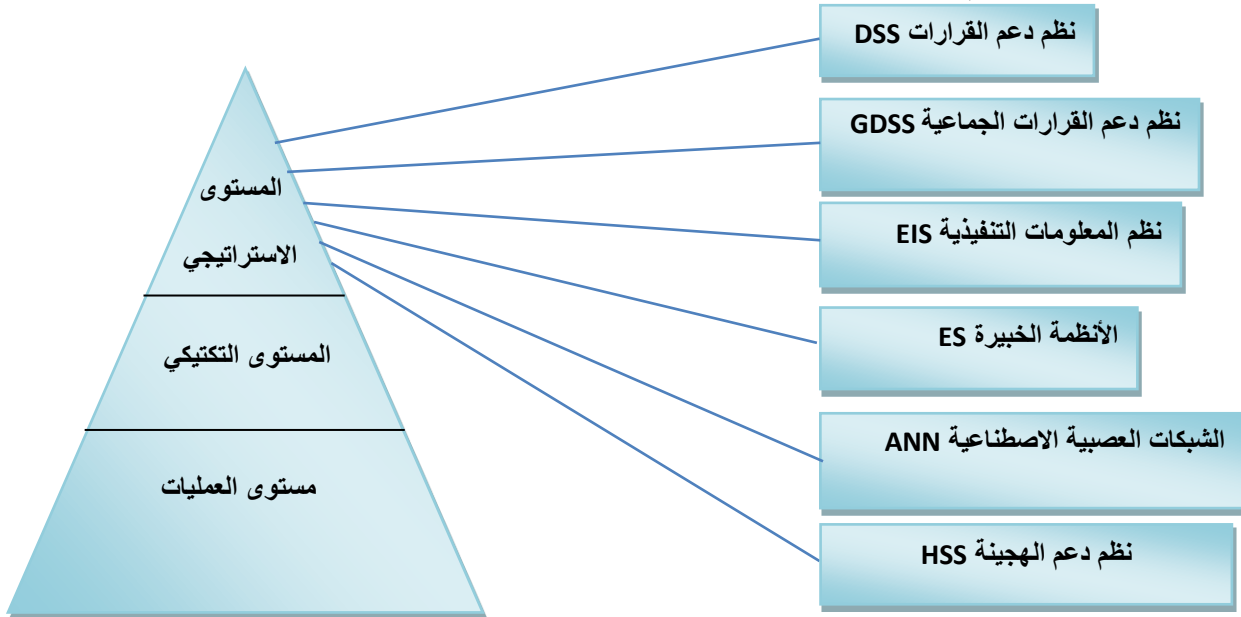 نظم دعم القرارات DSS
نظم دعم القرارات الجماعية GDSS
نظم المعلومات التنفيذية EIS
الأنظمة الخبيرة ES
الشبكات العصبية الاصطناعية ANN
نظم دعم الهجينة HSS
المستوى
الاستراتيجي
المستوى التكتيكي
مستوى العمليات